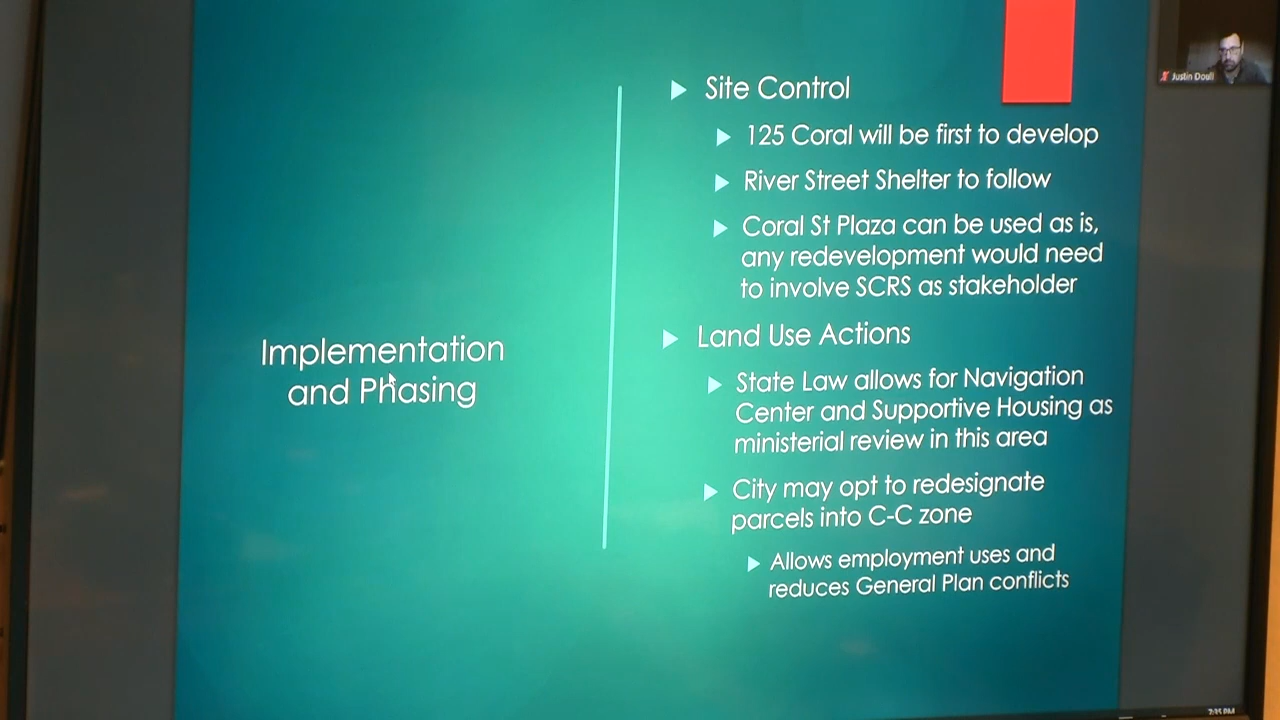 Implementation
and Phasing
Site Control
125 Coral will be first to develop
River Street Shelter to follow
Coral St Plaza can be used as is,
any redevelopment would need
to involve SCRS as stakeholder
Land Use Actions
State Law allows for Navigation
Center and Supportive Housing as
ministerial review in this area
City may opt to redesignate
parcels into C-C zone
Allows employment uses and
reduces General Plan conflicts
Justin Doull
7:35 PM